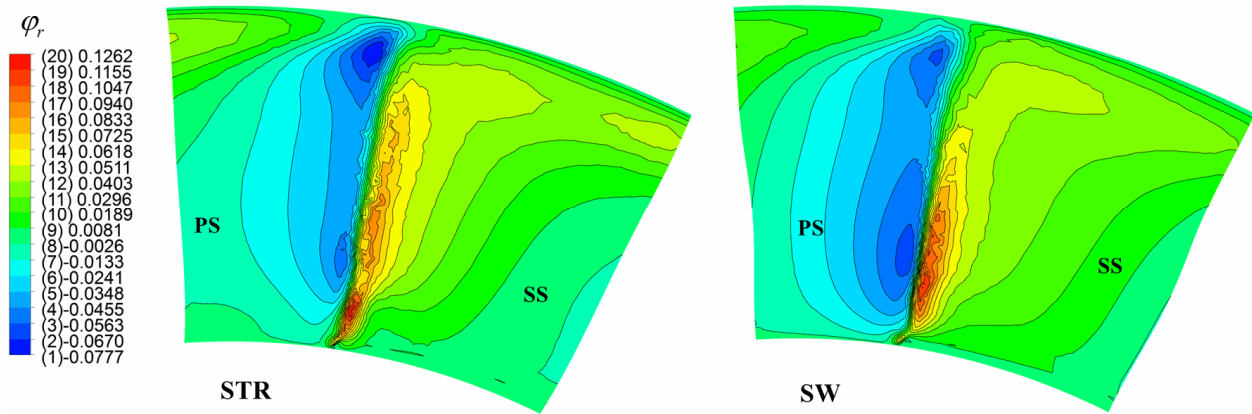 φr
(20) 0.1262
(19) 0.1155
(18) 0.1047
(17) 0.0940
(16) 0.0833
(15) 0.0725
(14) 0.0618
(13) 0.0511
(12) 0.0403
(11) 0.0296
(10) 0.0189
(9) 0.0081
(8)-0.0026
(7)-0.0133
(6)-0.0241
(5)-0.0348
(4)-0.0455
(3)-0.0563
(2)-0.0670
(1)-0.0777
PS
SS
STR
PS
SS
SW